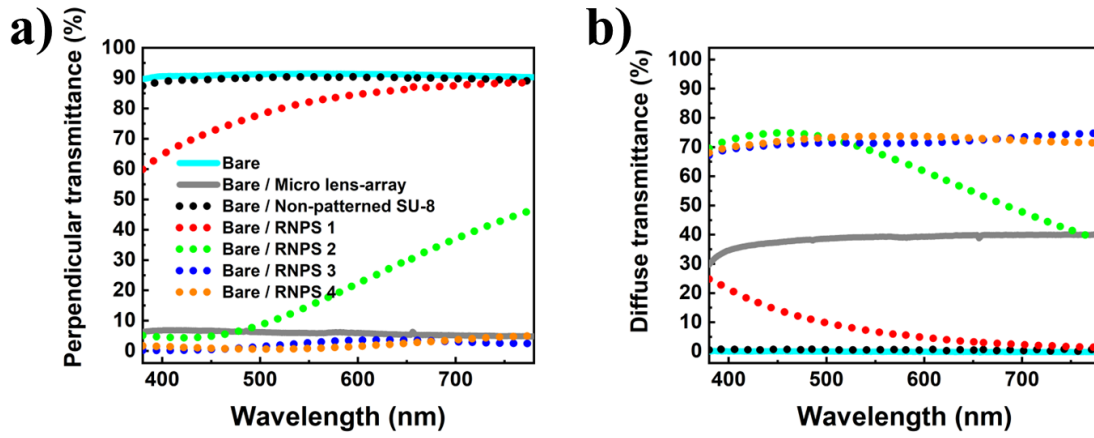 a)
Perpendicular transmittance (%)
100
90
80
70
60
50
40
30
20
10
0
Bare
Bare / Micro lens-array
Bare / Non-patterned SU-8
Bare / RNPS 1
Bare / RNPS 2
Bare / RNPS 3
Bare / RNPS 4
400 500 600 700
Wavelength (nm)
b)
Diffuse transmittance (%)
100
90
80
70
60
50
40
30
20
10
0
400 500 600 700
Wavelength (nm)